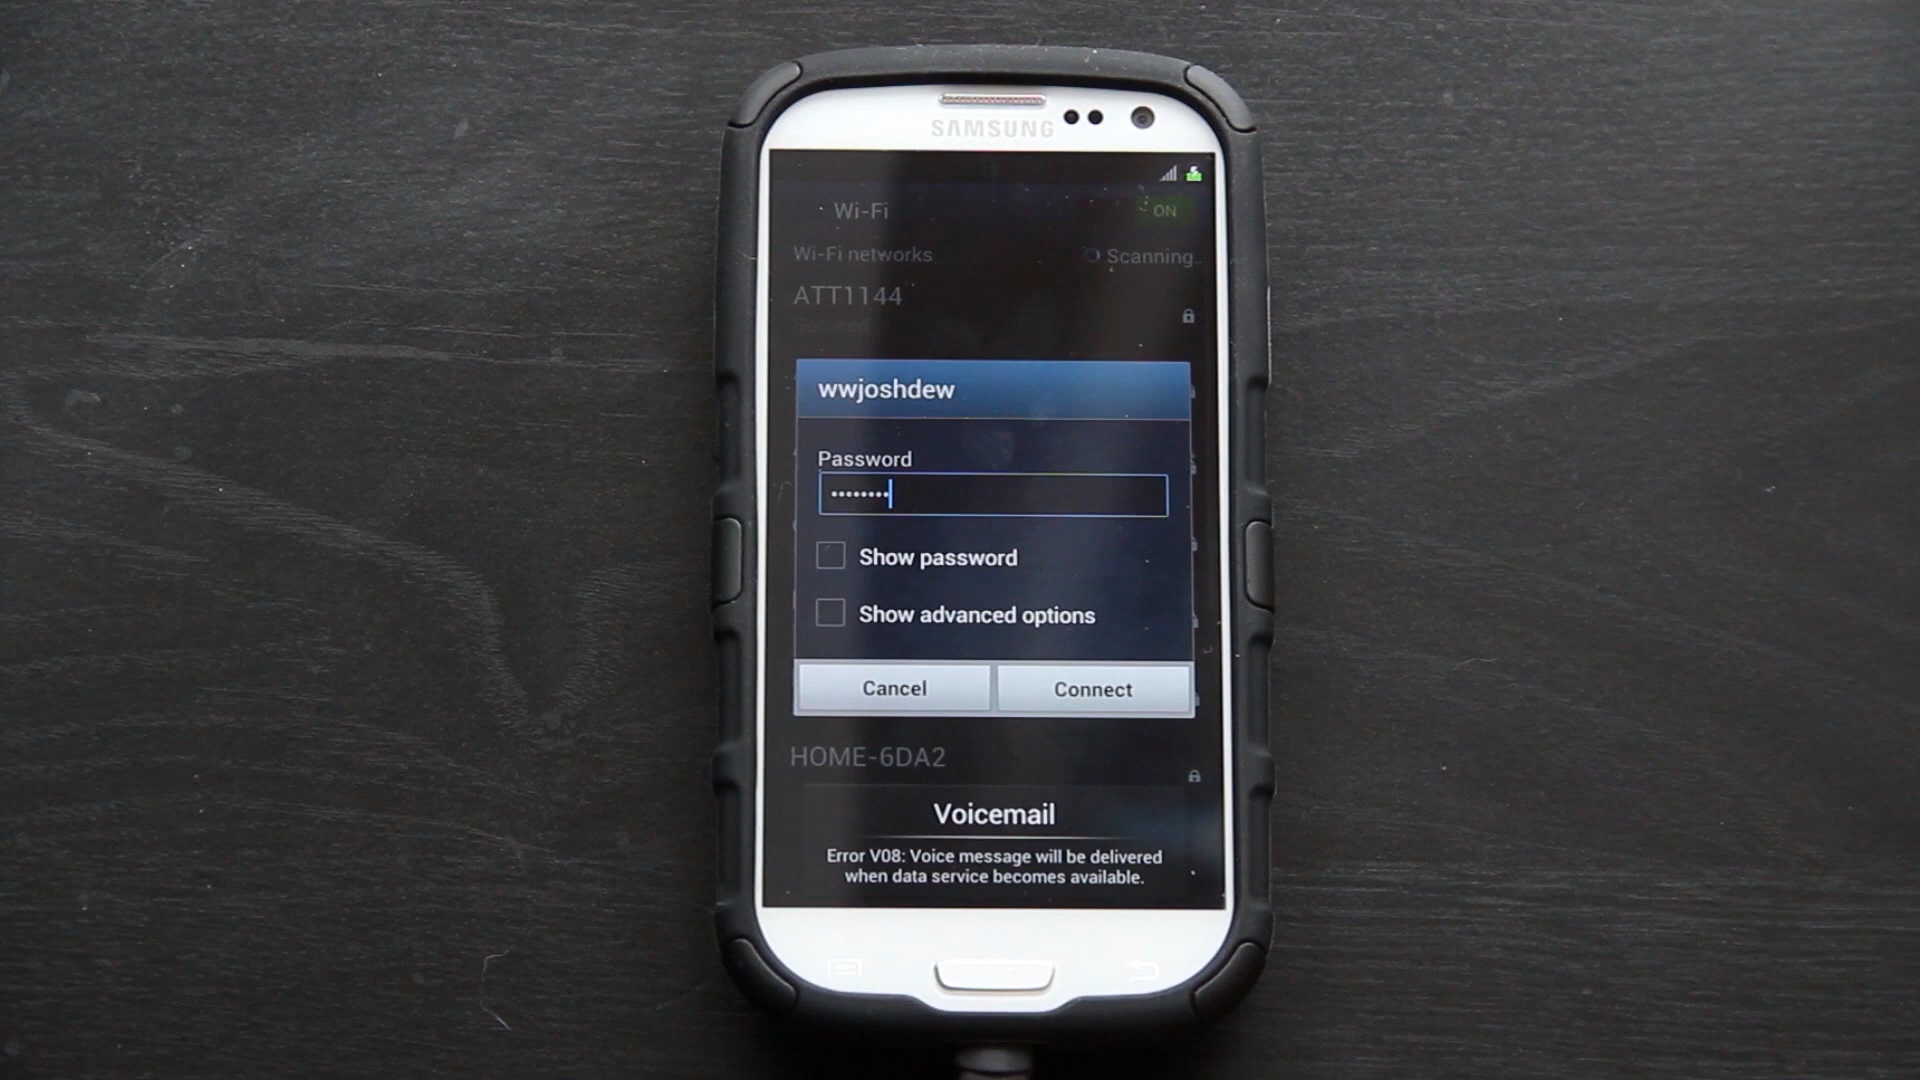 SAMSUNG
Wi-Fi
ON
Wi-Fi networks
Scanning...
ATT1144
Secured
wwjoshdew
Password
••••••••
Show password
Show advanced options
Cancel
Connect
HOME-6DA2
Voicemail
Error V08: Voice message will be delivered
when data service becomes available.